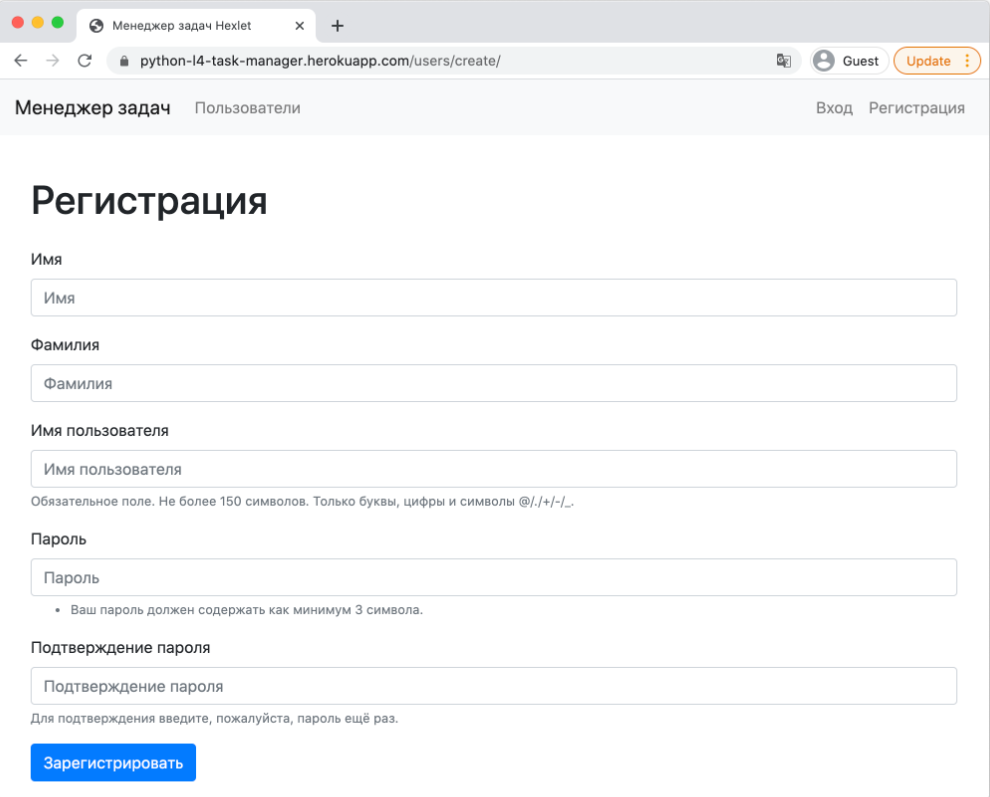 Менеджер задач Hexlet
python-l4-task-manager.herokuapp.com/users/create/
Guest
Update
Менеджер задач Пользователи Вход Регистрация
Регистрация
Имя
Имя
Фамилия
Фамилия
Имя пользователя
Имя пользователя
Обязательное поле. Не более 150 символов. Только буквы, цифры и символы @/./+/-/_.
Пароль
Пароль
• Ваш пароль должен содержать как минимум 3 символа.
Подтверждение пароля
Подтверждение пароля
Для подтверждения введите, пожалуйста, пароль ещё раз.
Зарегистрировать